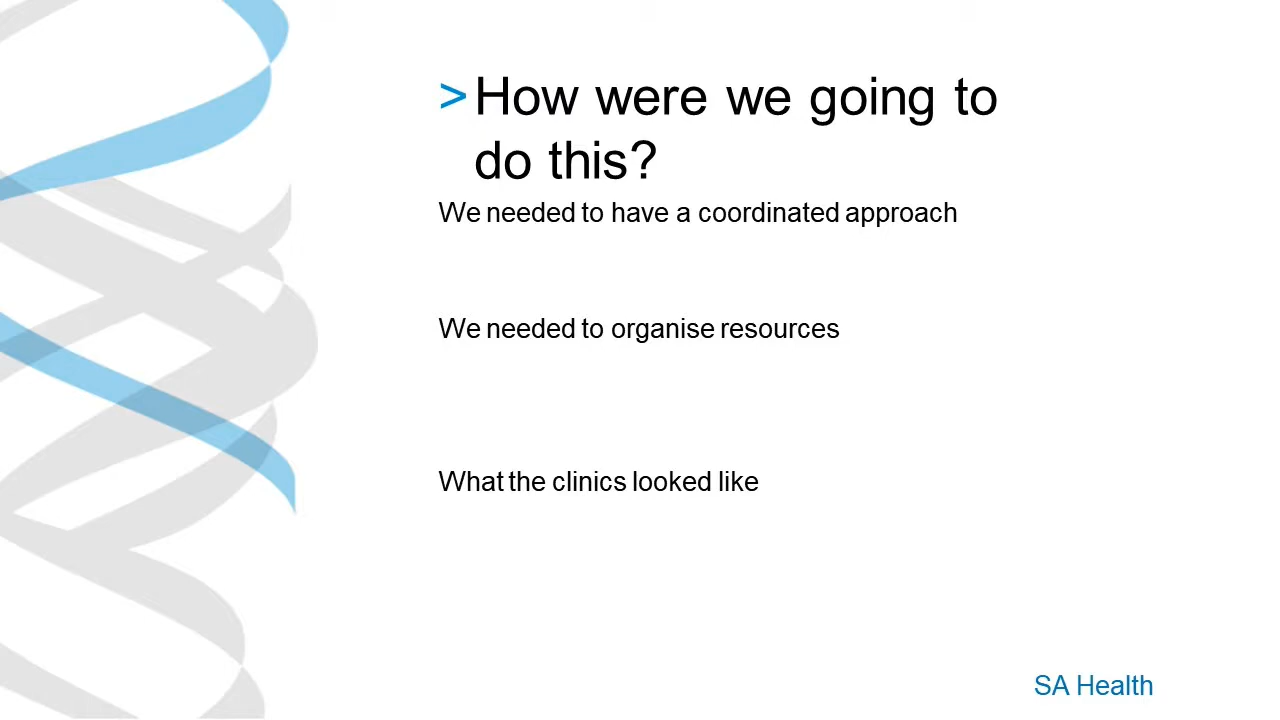 > How were we going to
do this?
We needed to have a coordinated approach
We needed to organise resources
What the clinics looked like
SA Health